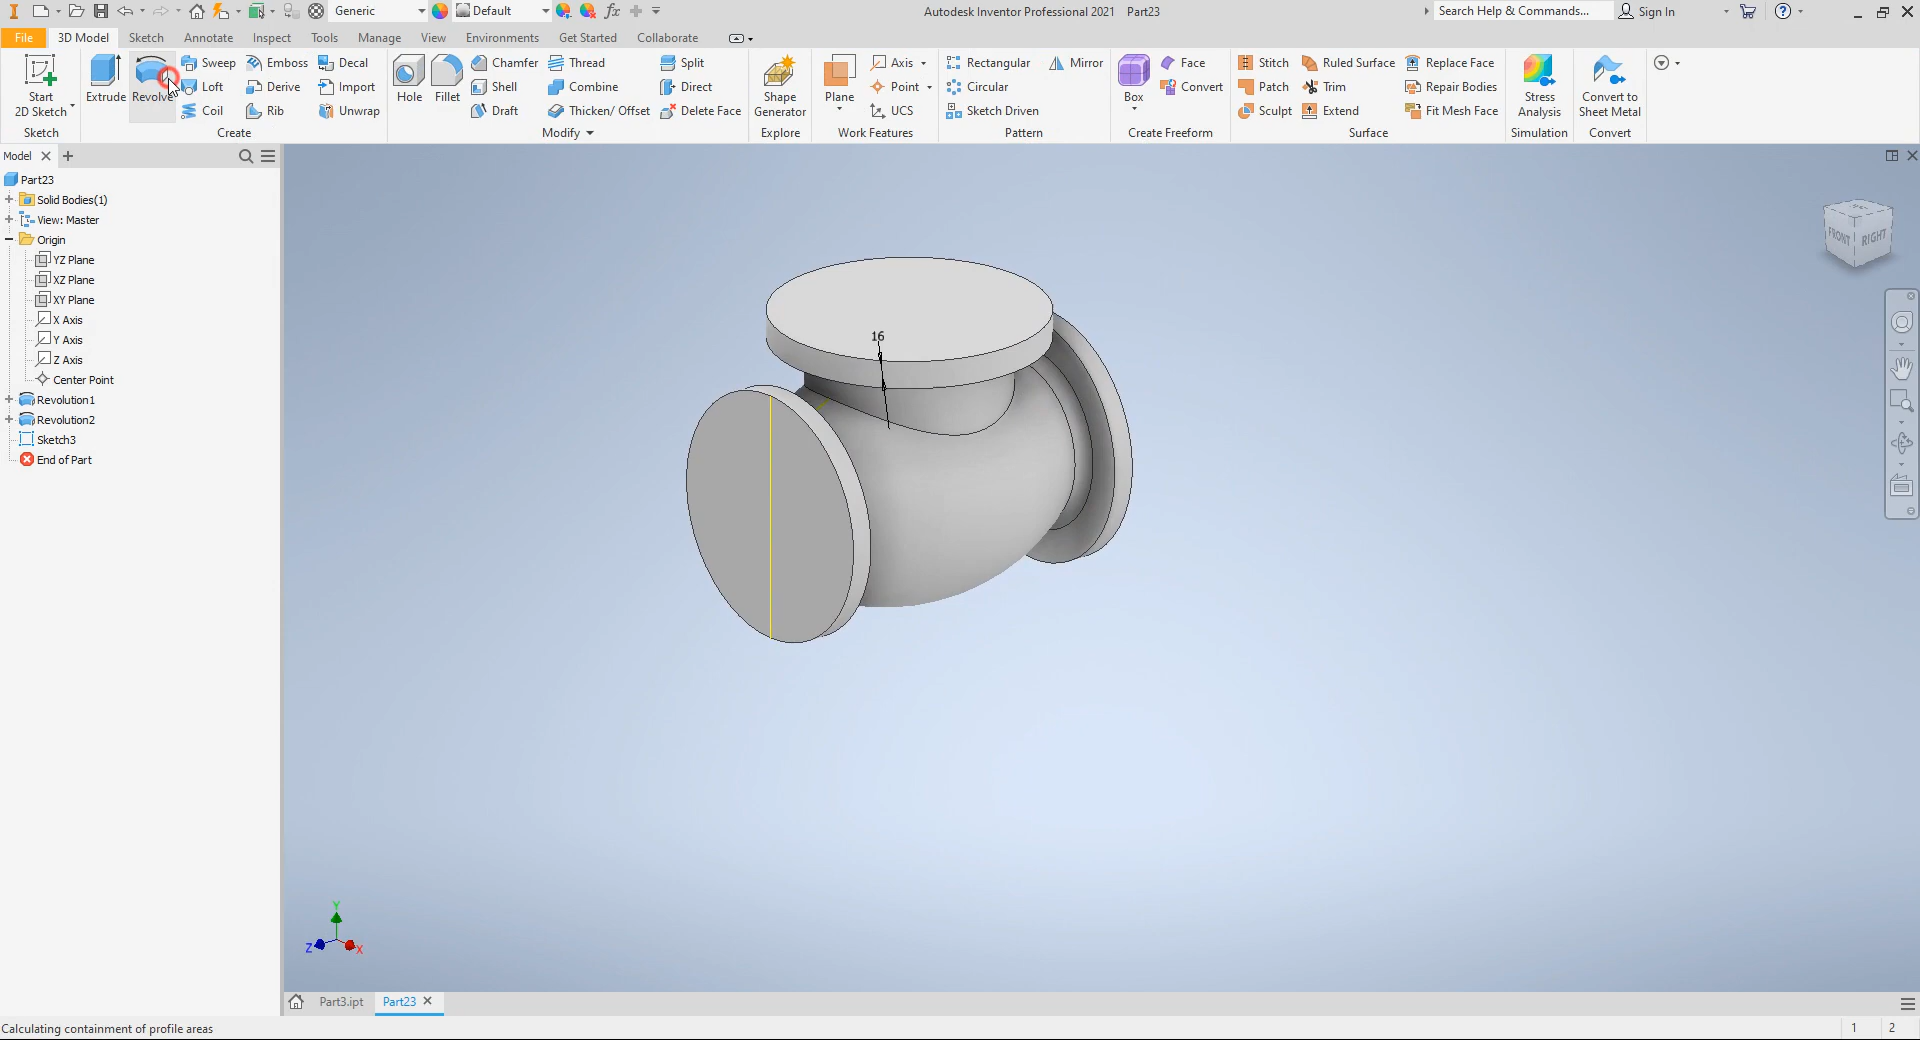 Generic Default Autodesk Inventor Professional 2021 Part23 Search Help & Commands... Sign In
File 3D Model Sketch Annotate Inspect Tools Manage View Environments Get Started Collaborate
Start 2D Sketch
Sketch
Extrude Revolve
Sweep Emboss Decal
Loft Derive Import
Coil Rib Unwrap
Create
Hole Fillet
Chamfer Thread Split
Shell Combine Direct
Draft Thicken/ Offset Delete Face
Modify
Shape Generator
Explore
Plane
Axis
Point
UCS
Work Features
Rectangular Mirror
Circular
Sketch Driven
Pattern
Box
Face
Convert
Create Freeform
Stitch Ruled Surface Replace Face
Patch Trim Repair Bodies
Sculpt Extend Fit Mesh Face
Surface
Stress Analysis
Simulation
Convert to Sheet Metal
Convert
Model
Part23
Solid Bodies(1)
View: Master
Origin
YZ Plane
XZ Plane
XY Plane
X Axis
Y Axis
Z Axis
Center Point
Revolution1
Revolution2
Sketch3
End of Part
16
FRONT RIGHT
Y
Z X
Part3.ipt Part23
Calculating containment of profile areas 1 2